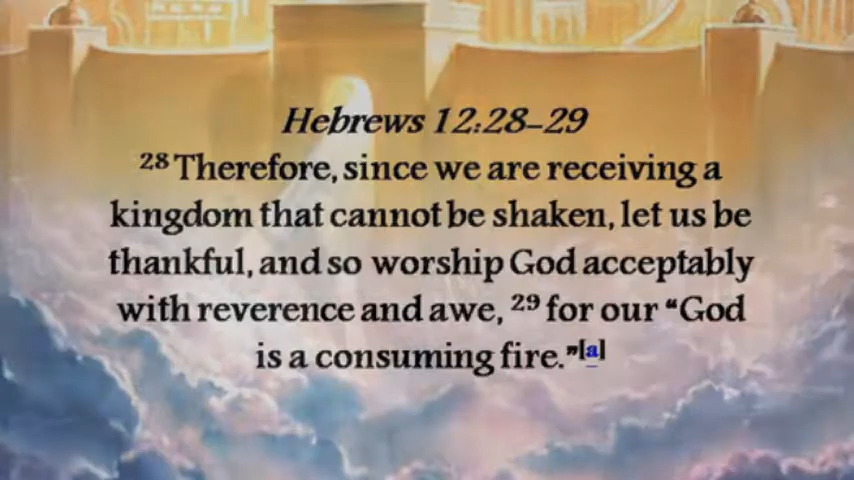 Hebrews 12:28–29
28 Therefore, since we are receiving a
kingdom that cannot be shaken, let us be
thankful, and so worship God acceptably
with reverence and awe, 29 for our “God
is a consuming fire.”[a]